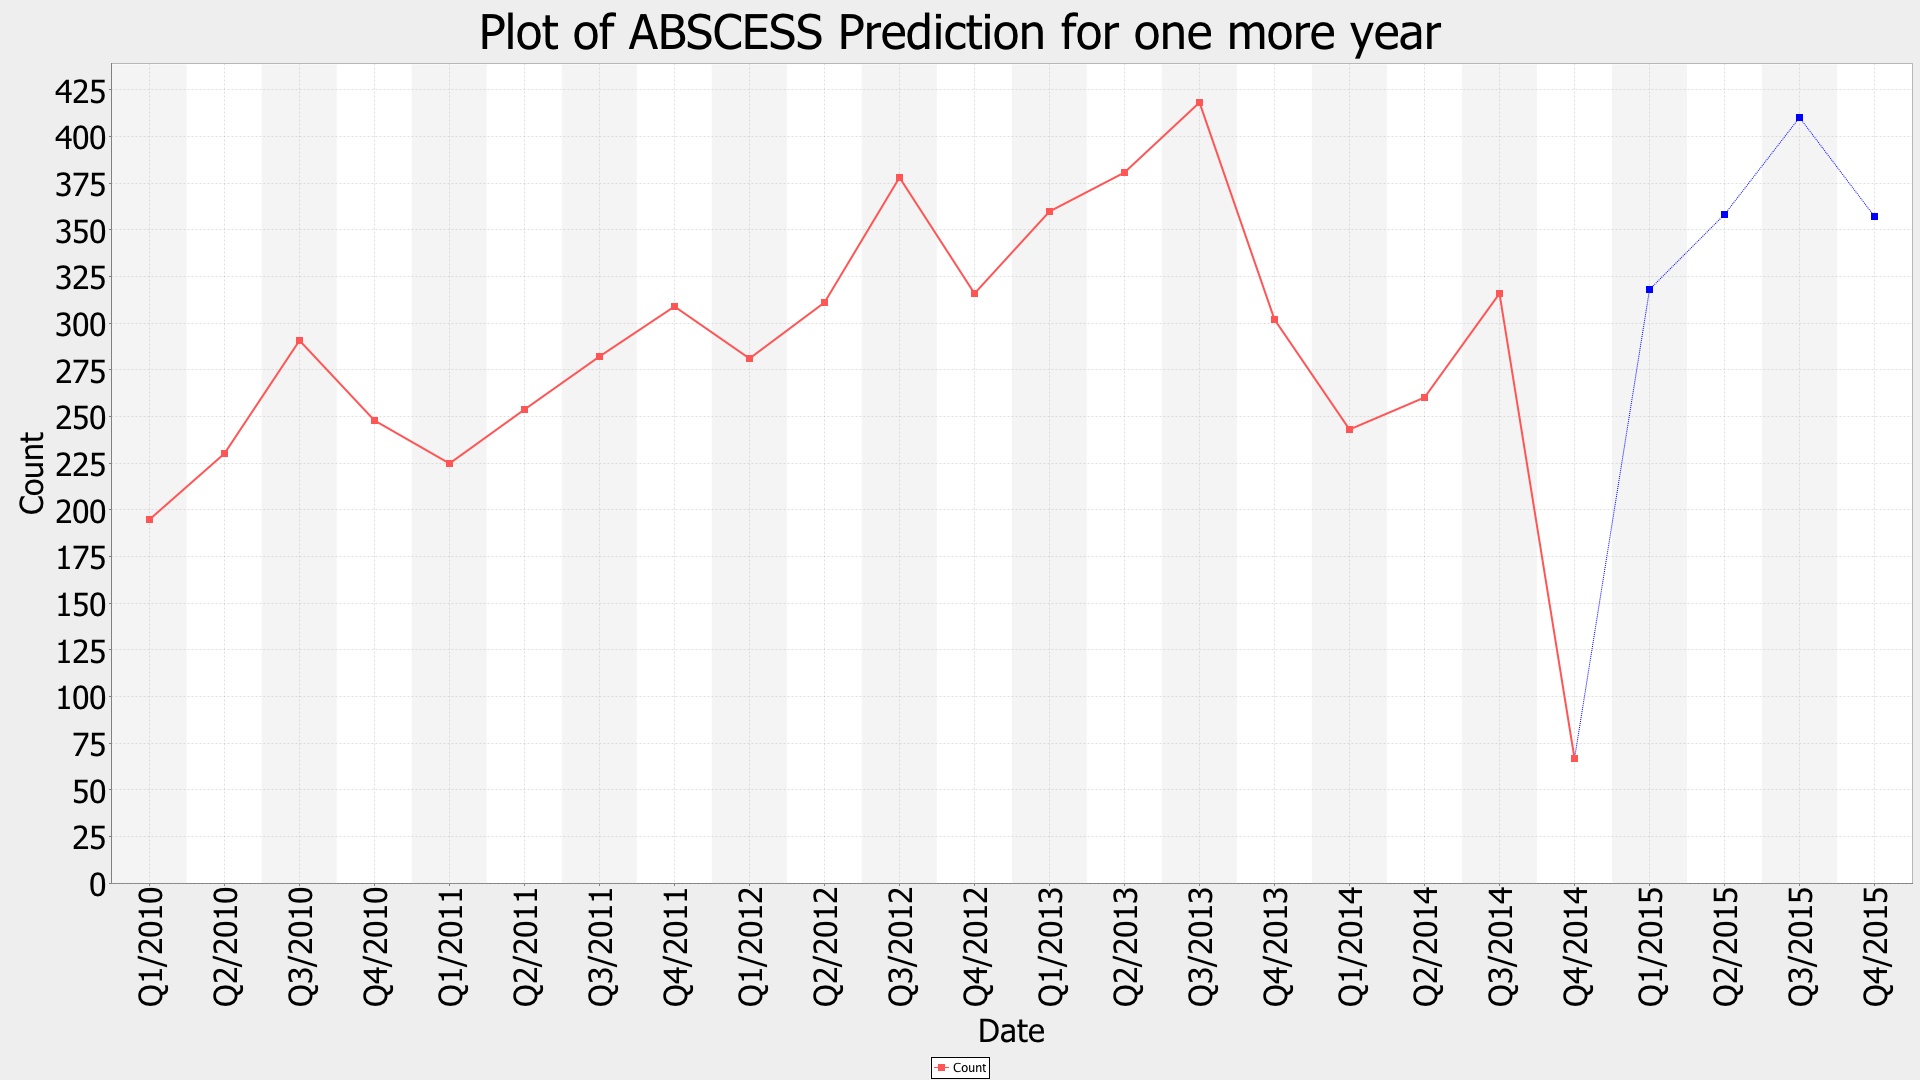 Plot of ABSCESS Prediction for one more year
Count
425
400
375
350
325
300
275
250
225
200
175
150
125
100
75
50
25
0
Q1/2010
Q2/2010
Q3/2010
Q4/2010
Q1/2011
Q2/2011
Q3/2011
Q4/2011
Q1/2012
Q2/2012
Q3/2012
Q4/2012
Q1/2013
Q2/2013
Q3/2013
Q4/2013
Q1/2014
Q2/2014
Q3/2014
Q4/2014
Q1/2015
Q2/2015
Q3/2015
Q4/2015
Date
Count